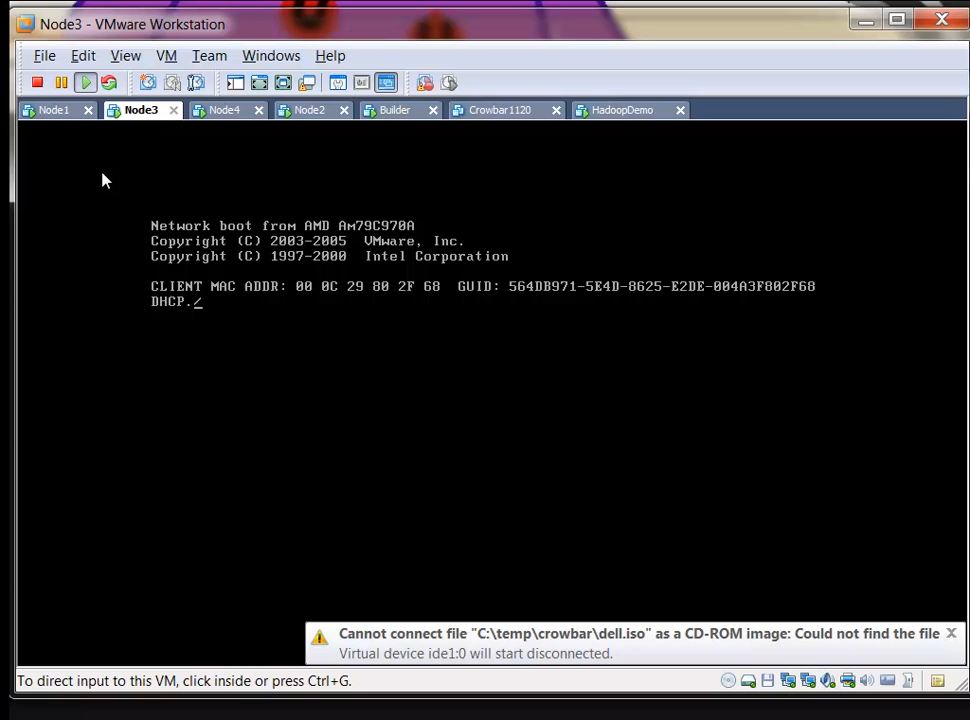 Node3 - VMware Workstation
File Edit View VM Team Windows Help
Node1 Node3 Node4 Node2 Builder Crowbar1120 HadoopDemo
Network boot from AMD Am79C970A
Copyright (C) 2003-2005 VMware, Inc.
Copyright (C) 1997-2000 Intel Corporation
CLIENT MAC ADDR: 00 0C 29 80 2F 68 GUID: 564DB971-5E4D-8625-E2DE-004A3F802F68
DHCP./
Cannot connect file "C:\temp\crowbar\dell.iso" as a CD-ROM image: Could not find the file
Virtual device ide1:0 will start disconnected.
To direct input to this VM, click inside or press Ctrl+G.